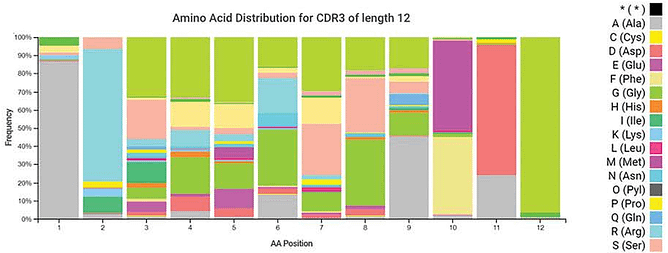 Amino Acid Distribution for CDR3 of length 12
Frequency
100%
90%
80%
70%
60%
50%
40%
30%
20%
10%
0%
1 2 3 4 5 6 7 8 9 10 11 12
AA Position
* (*)
A (Ala)
C (Cys)
D (Asp)
E (Glu)
F (Phe)
G (Gly)
H (His)
I (Ile)
K (Lys)
L (Leu)
M (Met)
N (Asn)
O (Pyl)
P (Pro)
Q (Gln)
R (Arg)
S (Ser)